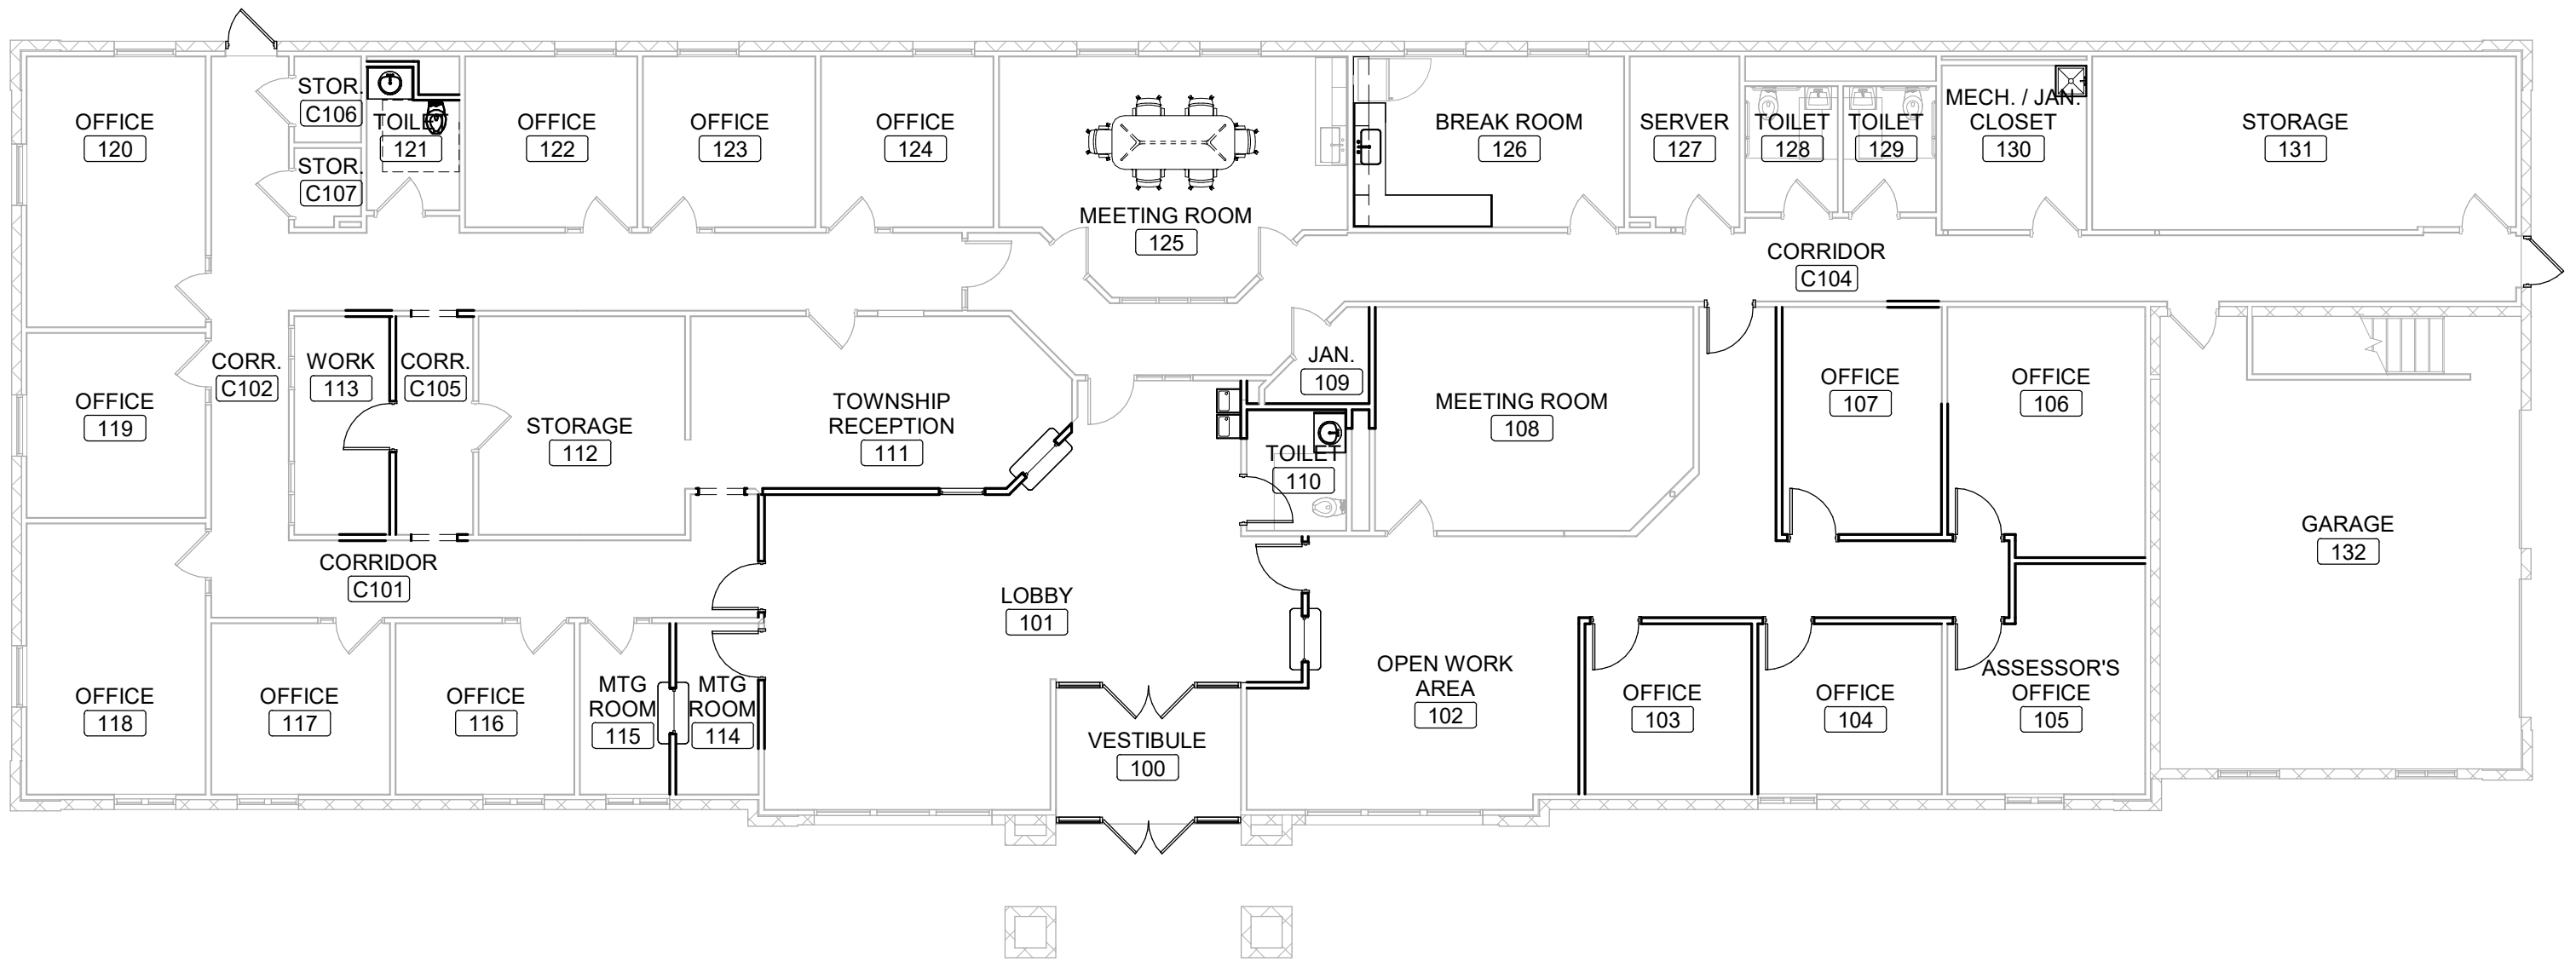 OFFICE
120
STOR.
C106
STOR.
C107
TOILET
121
OFFICE
122
OFFICE
123
OFFICE
124
MEETING ROOM
125
BREAK ROOM
126
SERVER
127
TOILET
128
TOILET
129
MECH. / JAN.
CLOSET
130
STORAGE
131
CORRIDOR
C104
OFFICE
119
CORR.
C102
WORK
113
CORR.
C105
STORAGE
112
TOWNSHIP
RECEPTION
111
JAN.
109
TOILET
110
MEETING ROOM
108
OFFICE
107
OFFICE
106
GARAGE
132
CORRIDOR
C101
LOBBY
101
OFFICE
118
OFFICE
117
OFFICE
116
MTG
ROOM
115
MTG
ROOM
114
VESTIBULE
100
OPEN WORK
AREA
102
OFFICE
103
OFFICE
104
ASSESSOR'S
OFFICE
105